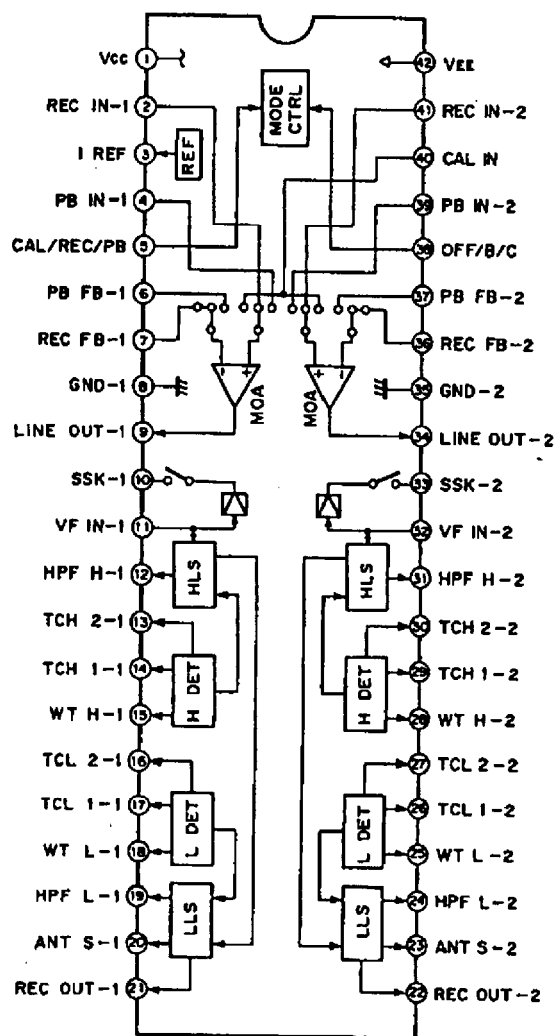 Vcc 1
REC IN-1 2
I REF 3
PB IN-1 4
CAL/REC/PB 5
PB FB-1 6
REC FB-1 7
GND-1 8
LINE OUT-1 9
SSK-1 10
VF IN-1 11
HPF H-1 12
TCH 2-1 13
TCH 1-1 14
WT H-1 15
TCL 2-1 16
TCL 1-1 17
WT L-1 18
HPF L-1 19
ANT S-1 20
REC OUT-1 21
MODE
CTRL
REF
- +
MOA
+ -
MOA
HLS
H DET
L DET
LLS
HLS
H DET
L DET
LLS
42 VEE
41 REC IN-2
40 CAL IN
39 PB IN-2
38 OFF/B/C
37 PB FB-2
36 REC FB-2
35 GND-2
34 LINE OUT-2
33 SSK-2
32 VF IN-2
31 HPF H-2
30 TCH 2-2
29 TCH 1-2
28 WT H-2
27 TCL 2-2
26 TCL 1-2
25 WT L-2
24 HPF L-2
23 ANT S-2
22 REC OUT-2